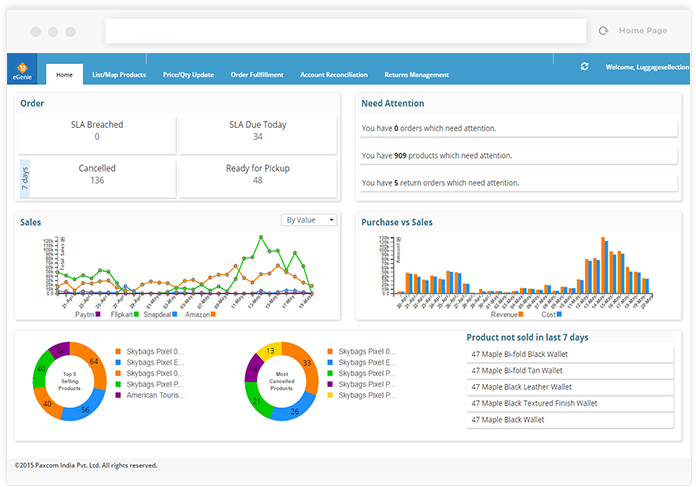 Home Page
eGenie
Home
List/Map Products
Price/Qty Update
Order Fullfillment
Account Reconciliation
Returns Management
Welcome, Luggageselection
Order
SLA Breached
0
SLA Due Today
34
7 days
Cancelled
136
Ready for Pickup
48
Need Attention
You have 0 orders which need attention.
You have 909 products which need attention.
You have 5 return orders which need attention.
Sales
By Value
Total Sales
Paytm Flipkart Snapdeal Amazon
Purchase vs Sales
Amount
Revenue Cost
Top 5
Selling
Products
64
56
40
40
22
Skybags Pixel 0...
Skybags Pixel E...
Skybags Pixel 0...
Skybags Pixel P...
American Touris...
Most
Cancelled
Products
13
33
26
21
Skybags Pixel 0...
Skybags Pixel E...
Skybags Pixel P...
Skybags Pixel P...
Skybags Pixel P...
Product not sold in last 7 days
47 Maple Bi-fold Black Wallet
47 Maple Bi-fold Tan Wallet
47 Maple Black Leather Wallet
47 Maple Black Textured Finish Wallet
47 Maple Black Wallet
©2015 Paxcom India Pvt. Ltd. All rights reserved.